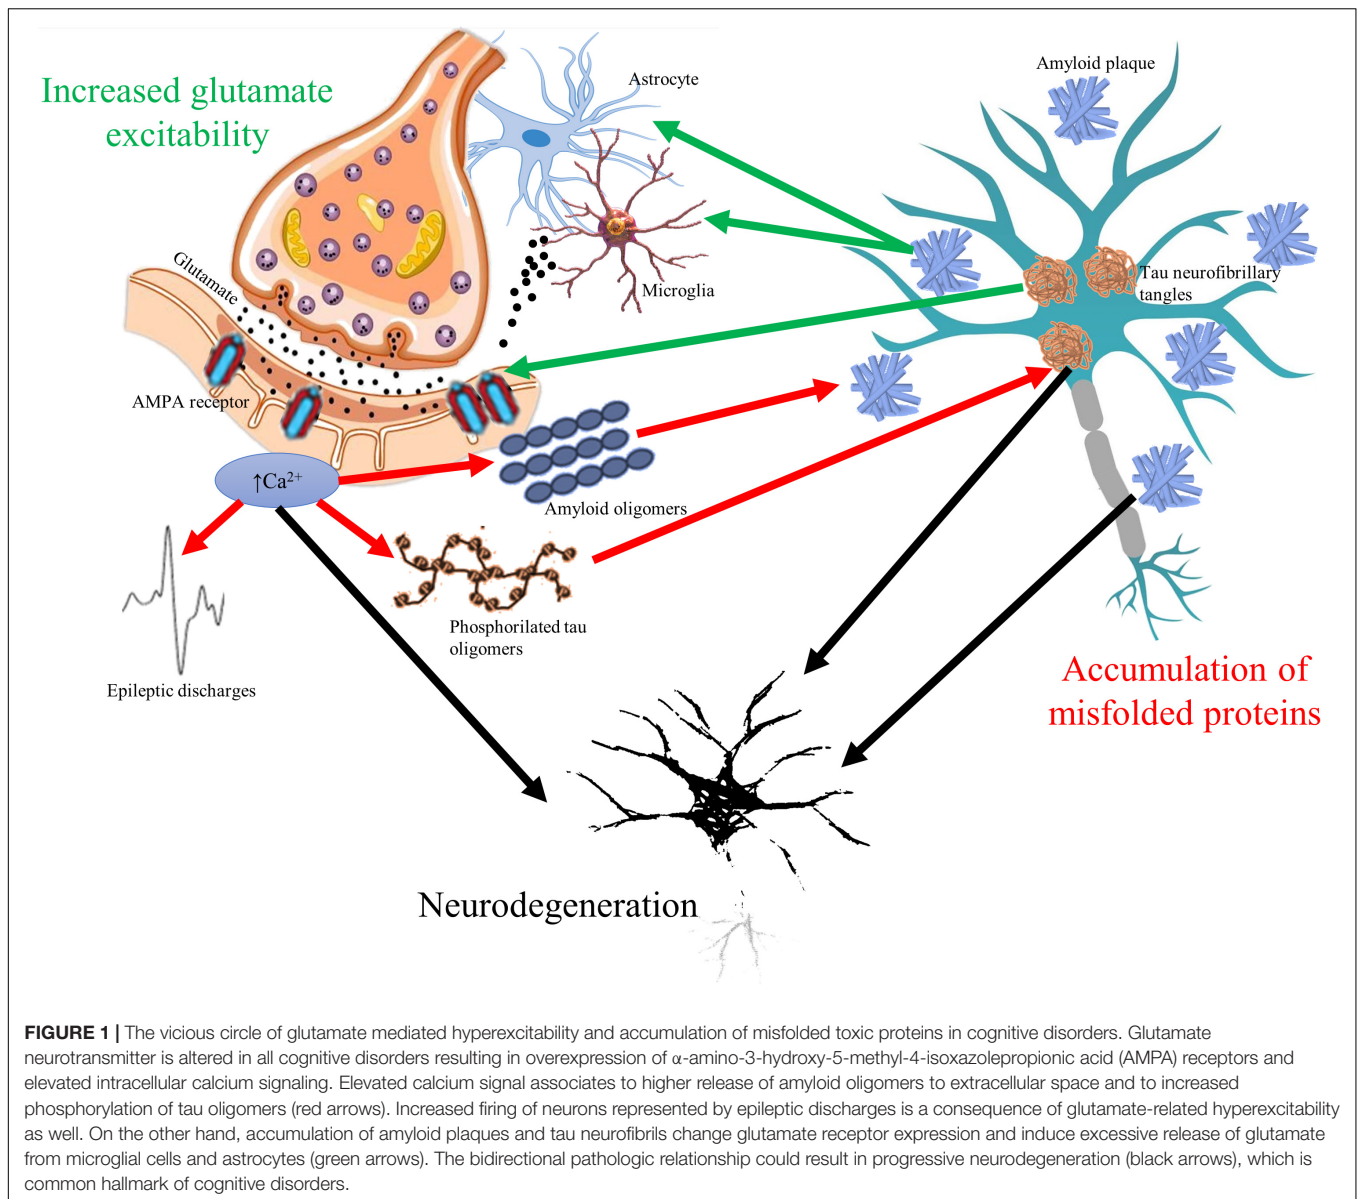 Increased glutamate
excitability
Astrocyte
Amyloid plaque
Glutamate
Microglia
Tau neurofibrillary
tangles
AMPA receptor
↑Ca²⁺
Amyloid oligomers
Phosphorilated tau
oligomers
Epileptic discharges
Accumulation of
misfolded proteins
Neurodegeneration
FIGURE 1 | The vicious circle of glutamate mediated hyperexcitability and accumulation of misfolded toxic proteins in cognitive disorders. Glutamate
neurotransmitter is altered in all cognitive disorders resulting in overexpression of α-amino-3-hydroxy-5-methyl-4-isoxazolepropionic acid (AMPA) receptors and
elevated intracellular calcium signaling. Elevated calcium signal associates to higher release of amyloid oligomers to extracellular space and to increased
phosphorylation of tau oligomers (red arrows). Increased firing of neurons represented by epileptic discharges is a consequence of glutamate-related hyperexcitability
as well. On the other hand, accumulation of amyloid plaques and tau neurofibrils change glutamate receptor expression and induce excessive release of glutamate
from microglial cells and astrocytes (green arrows). The bidirectional pathologic relationship could result in progressive neurodegeneration (black arrows), which is
common hallmark of cognitive disorders.